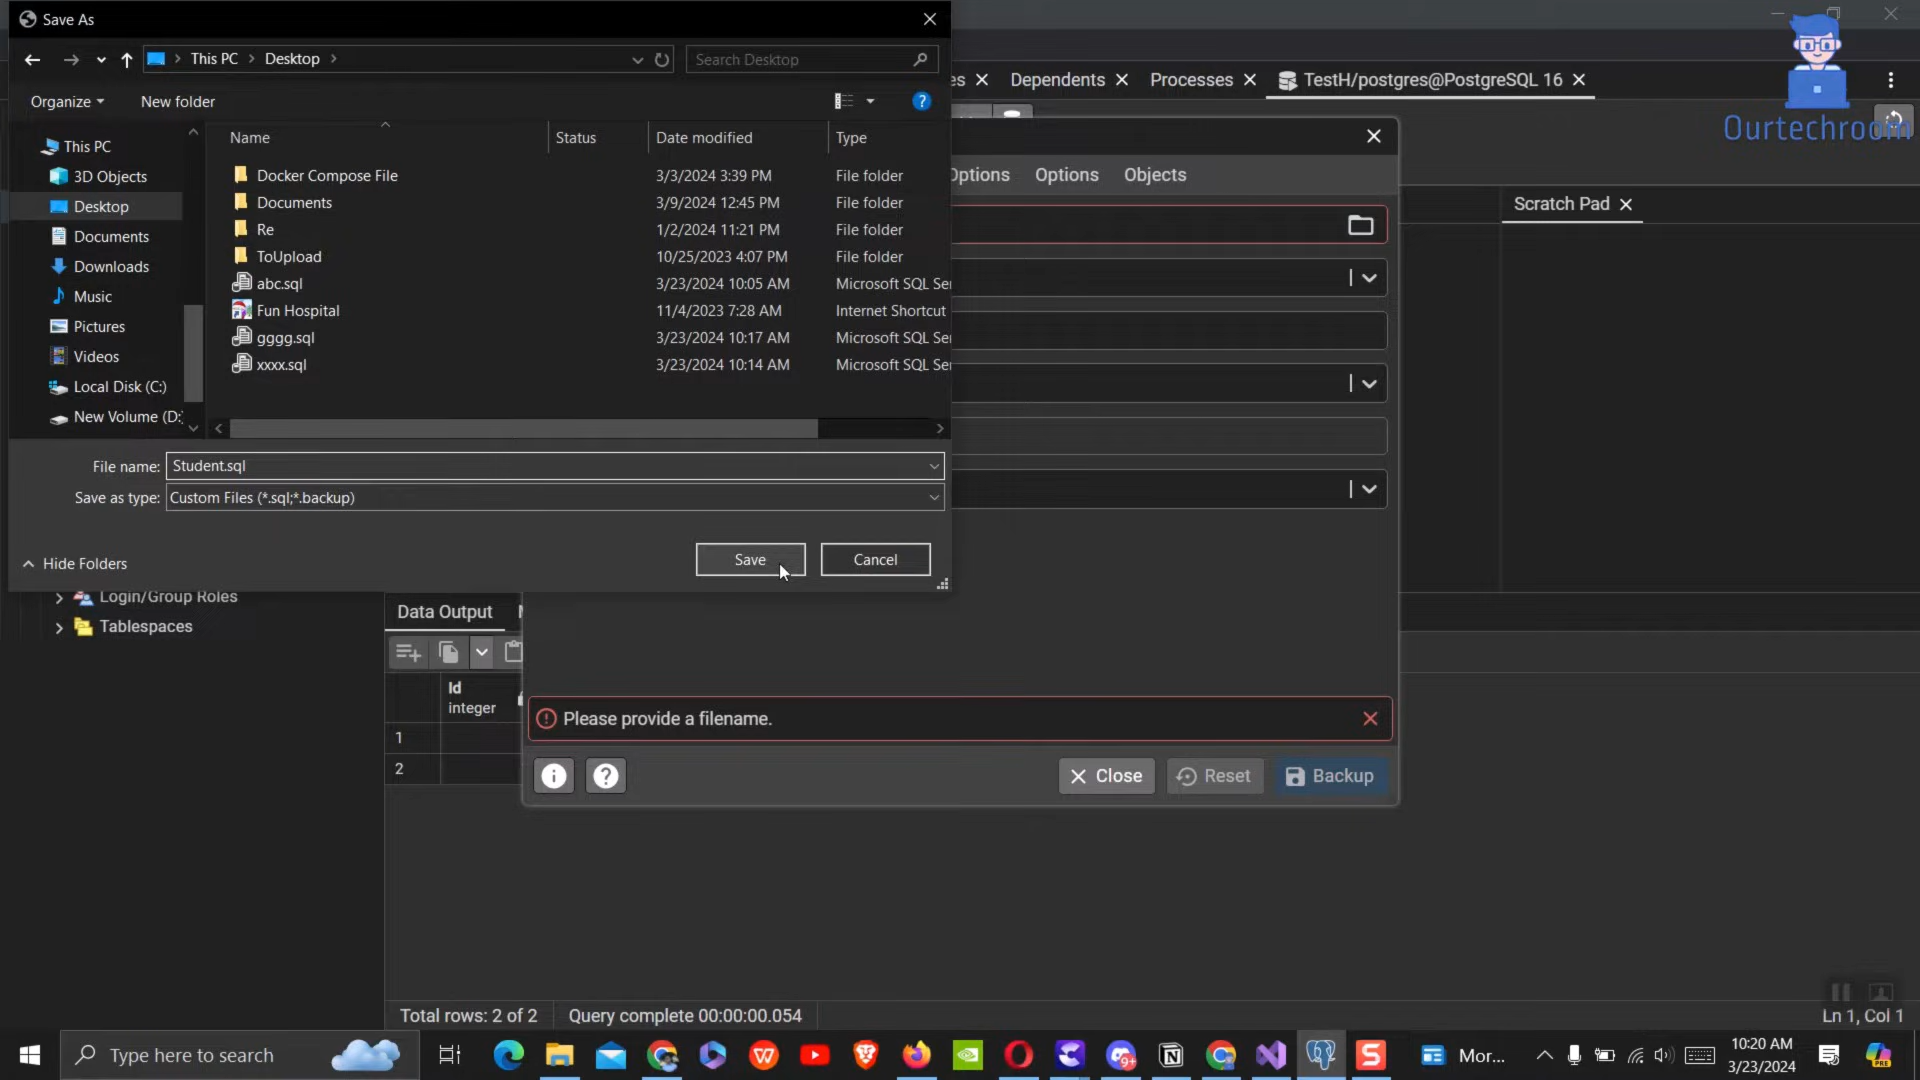 Save As
This PC > Desktop >
Search Desktop
Organize
New folder
Name
Status
Date modified
Type
This PC
3D Objects
Desktop
Documents
Downloads
Music
Pictures
Videos
Local Disk (C:)
New Volume (D:)
Docker Compose File 3/3/2024 3:39 PM File folder
Documents 3/9/2024 12:45 PM File folder
Re 1/2/2024 11:21 PM File folder
ToUpload 10/25/2023 4:07 PM File folder
abc.sql 3/23/2024 10:05 AM Microsoft SQL Ser
Fun Hospital 11/4/2023 7:28 AM Internet Shortcut
gggg.sql 3/23/2024 10:17 AM Microsoft SQL Ser
xxxx.sql 3/23/2024 10:14 AM Microsoft SQL Ser
File name: Student.sql
Save as type: Custom Files (*.sql;*.backup)
Hide Folders
Save
Cancel
es
Dependents
Processes
TestH/postgres@PostgreSQL 16
Ourtechroom
Options
Options
Objects
Scratch Pad
Login/Group Roles
Tablespaces
Data Output
Id
integer
1
2
Please provide a filename.
Close
Reset
Backup
Total rows: 2 of 2
Query complete 00:00:00.054
Ln 1, Col 1
Type here to search
Mor...
10:20 AM
3/23/2024